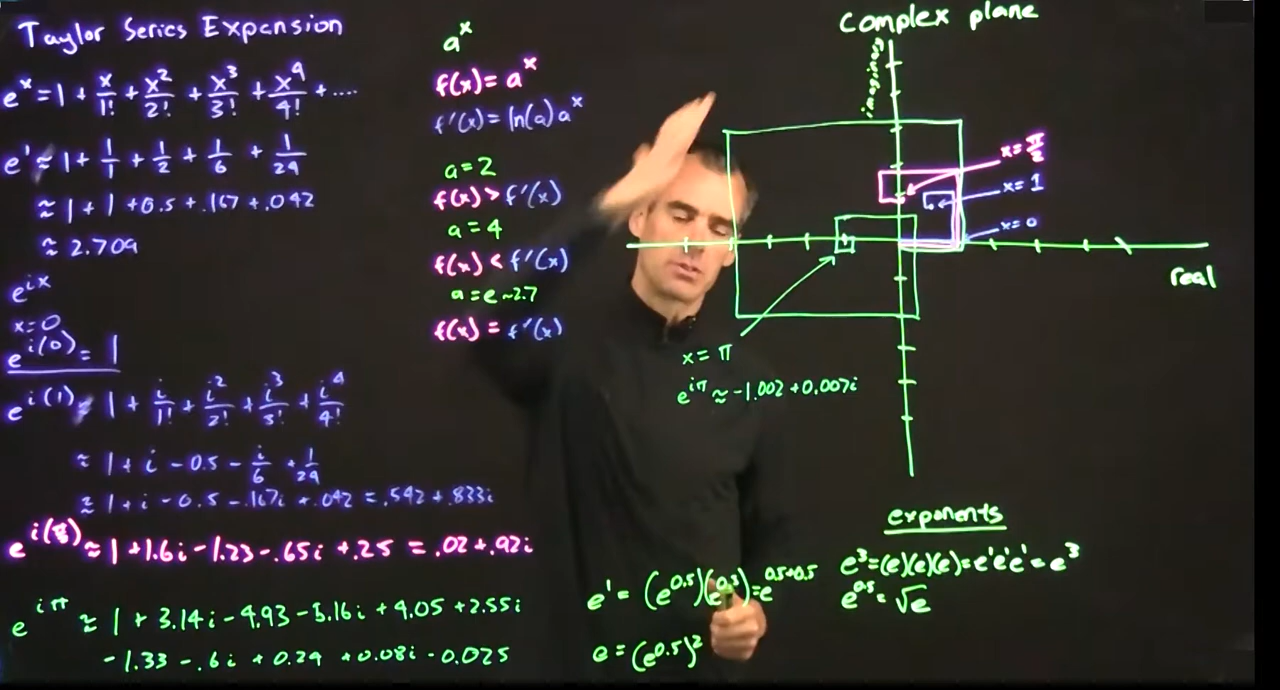 Taylor Series Expansion
e^x = 1 + x/1! + x^2/2! + x^3/3! + x^4/4! + ....
e^1 ≈ 1 + 1/1 + 1/2 + 1/6 + 1/24
≈ 1 + 1 + 0.5 + .167 + .042
≈ 2.709
e^ix
x=0
e^i(0) = 1
e^i(1) ≈ 1 + i/1! + i^2/2! + i^3/3! + i^4/4!
≈ 1 + i - 0.5 - i/6 + 1/24
≈ 1 + i - 0.5 - .167i + .042 = .542 + .833i
≈ 1 + 1.6i - 1.23 - .65i + .25 = .02 + .92i
e^iπ ≈ 1 + 3.14i - 4.93 - 5.16i + 4.05 + 2.55i
- 1.33 - .6i + 0.24 + 0.08i - 0.025
a^x
f(x) = a^x
f'(x) = ln(a) a^x
a = 2
f(x) > f'(x)
a = 4
f(x) < f'(x)
a = e ~2.7
f(x) = f'(x)
Complex plane
imaginary
x = π/2
x = 1
x = 0
real
x = π
e^iπ ≈ -1.002 + 0.007i
exponents
e^3 = (e)(e)(e) = e^1e^1e^1 = e^3
e^0.5 = √e
e^1 = (e^0.5)(e^0.5) = e^0.5+0.5
e = (e^0.5)^2